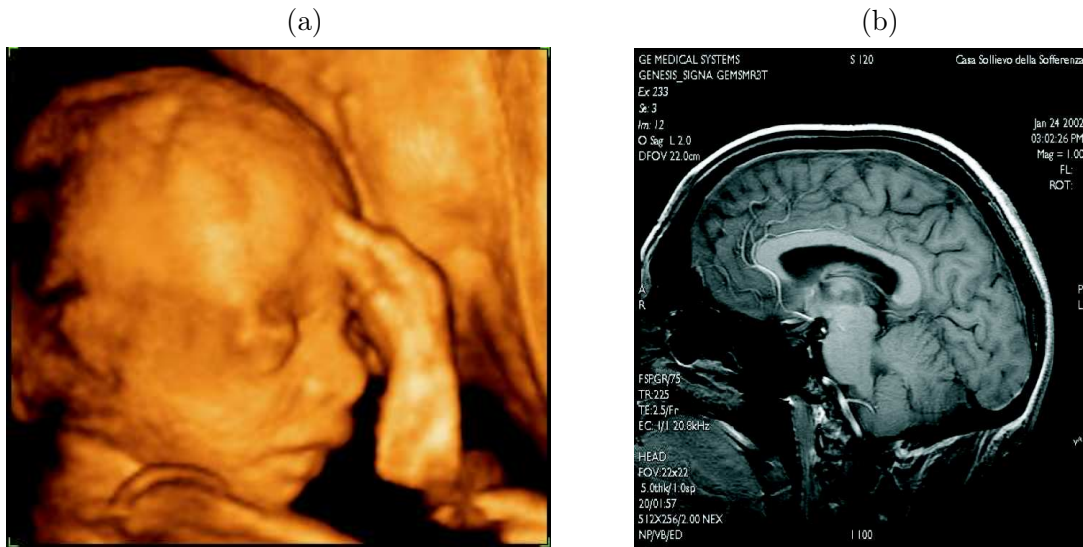 (a)
(b)
GE MEDICAL SYSTEMS
GENESIS_SIGNA GEMSMR3T
Ex: 233
Se: 3
Im: 12
O Sag L 2.0
DFOV 22.0cm
S 120
Casa Sollievo della Sofferenza
Jan 24 2002
03:02:26 PM
Mag = 1.00
FL:
ROT:
A
R
P
L
FSPGR/75
TR:225
TE:2.5/Fr
EC: 1/1 20.8kHz
HEAD
FOV:22x22
5.0thk/1.0sp
20/01:57
512X256/2.00 NEX
NP/VB/ED
I 100